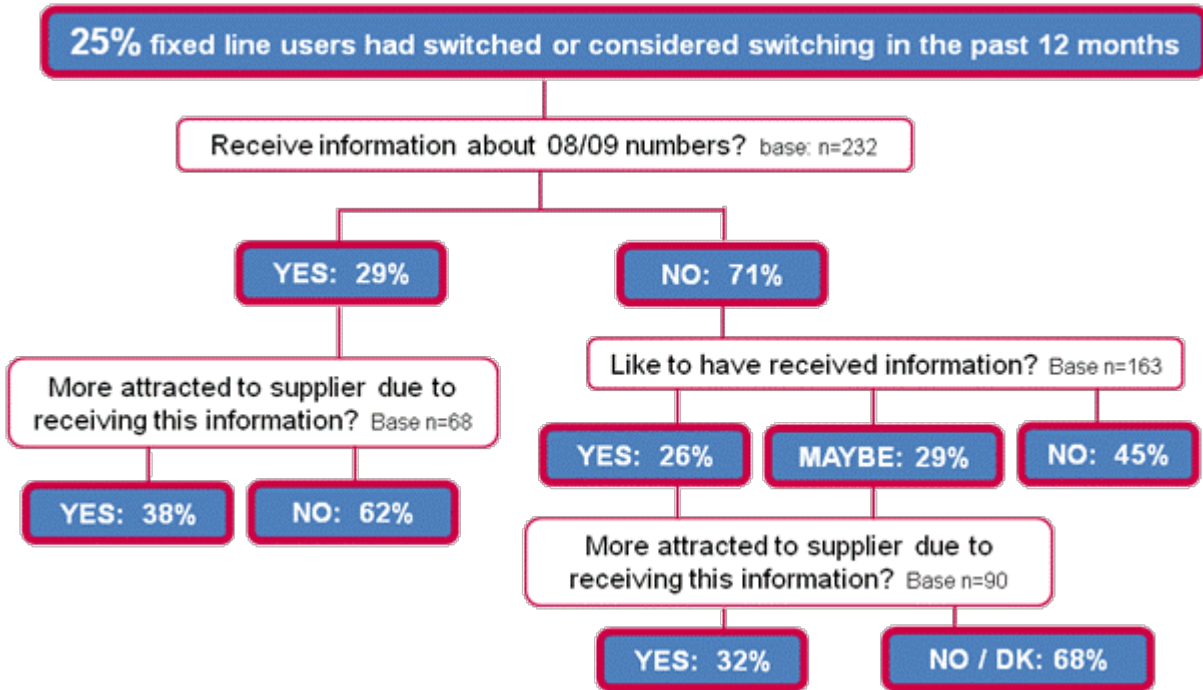 25% fixed line users had switched or considered switching in the past 12 months
Receive information about 08/09 numbers? base: n=232
YES: 29%
NO: 71%
More attracted to supplier due to
receiving this information? Base n=68
YES: 38%
NO: 62%
Like to have received information? Base n=163
YES: 26%
MAYBE: 29%
NO: 45%
More attracted to supplier due to
receiving this information? Base n=90
YES: 32%
NO / DK: 68%